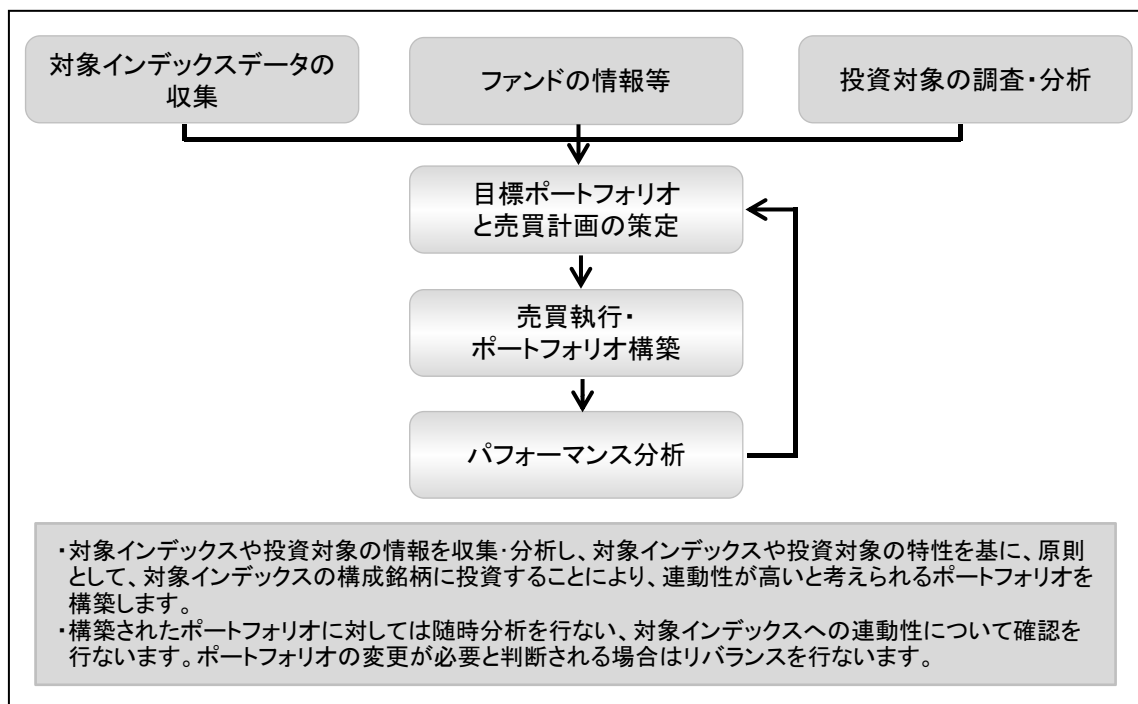 対象インデックスデータの
収集
ファンドの情報等
投資対象の調査・分析
目標ポートフォリオ
と売買計画の策定
売買執行・
ポートフォリオ構築
パフォーマンス分析
・対象インデックスや投資対象の情報を収集・分析し、対象インデックスや投資対象の特性を基に、原則
として、対象インデックスの構成銘柄に投資することにより、連動性が高いと考えられるポートフォリオを
構築します。
・構築されたポートフォリオに対しては随時分析を行ない、対象インデックスへの連動性について確認を
行ないます。ポートフォリオの変更が必要と判断される場合はリバランスを行ないます。